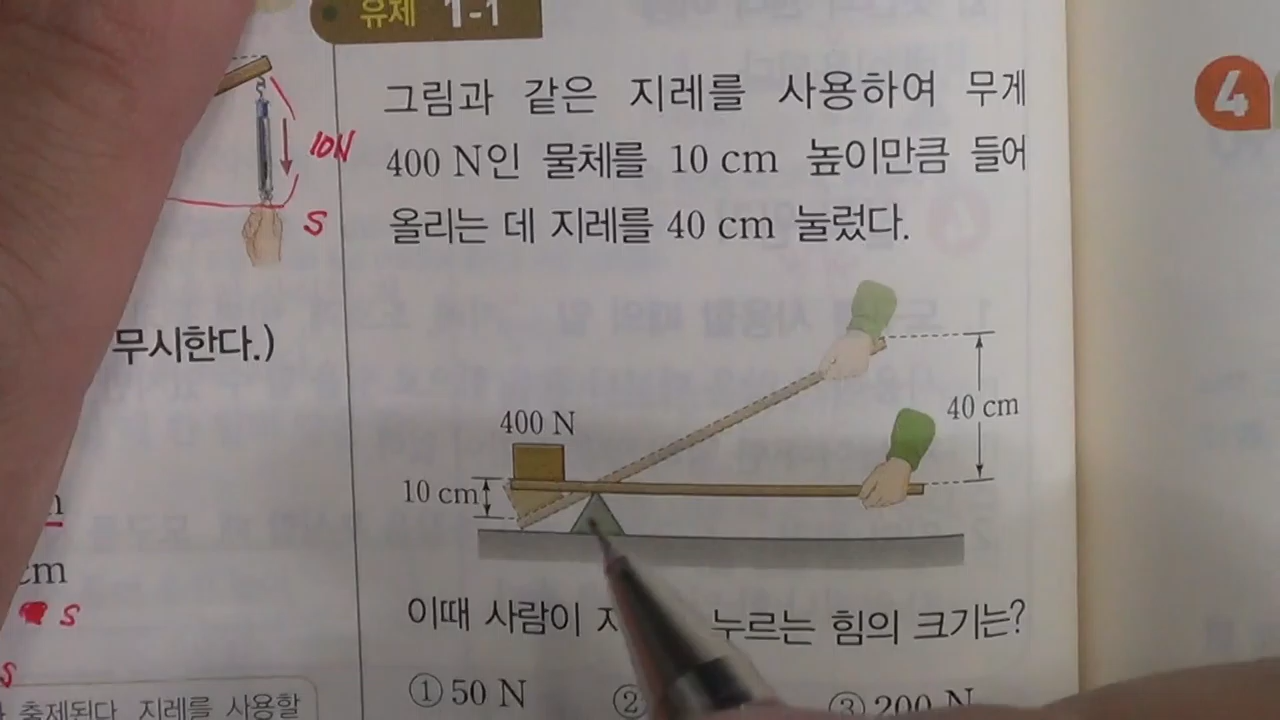 유제 1-1
그림과 같은 지레를 사용하여 무게
400 N인 물체를 10 cm 높이만큼 들어
올리는 데 지레를 40 cm 눌렀다.
400 N
10 cm
40 cm
이때 사람이 누르는 힘의 크기는?
① 50 N ② ③ 200 N
10N
S
무시한다.)
cm
S
S
출제된다. 지레를 사용할
4